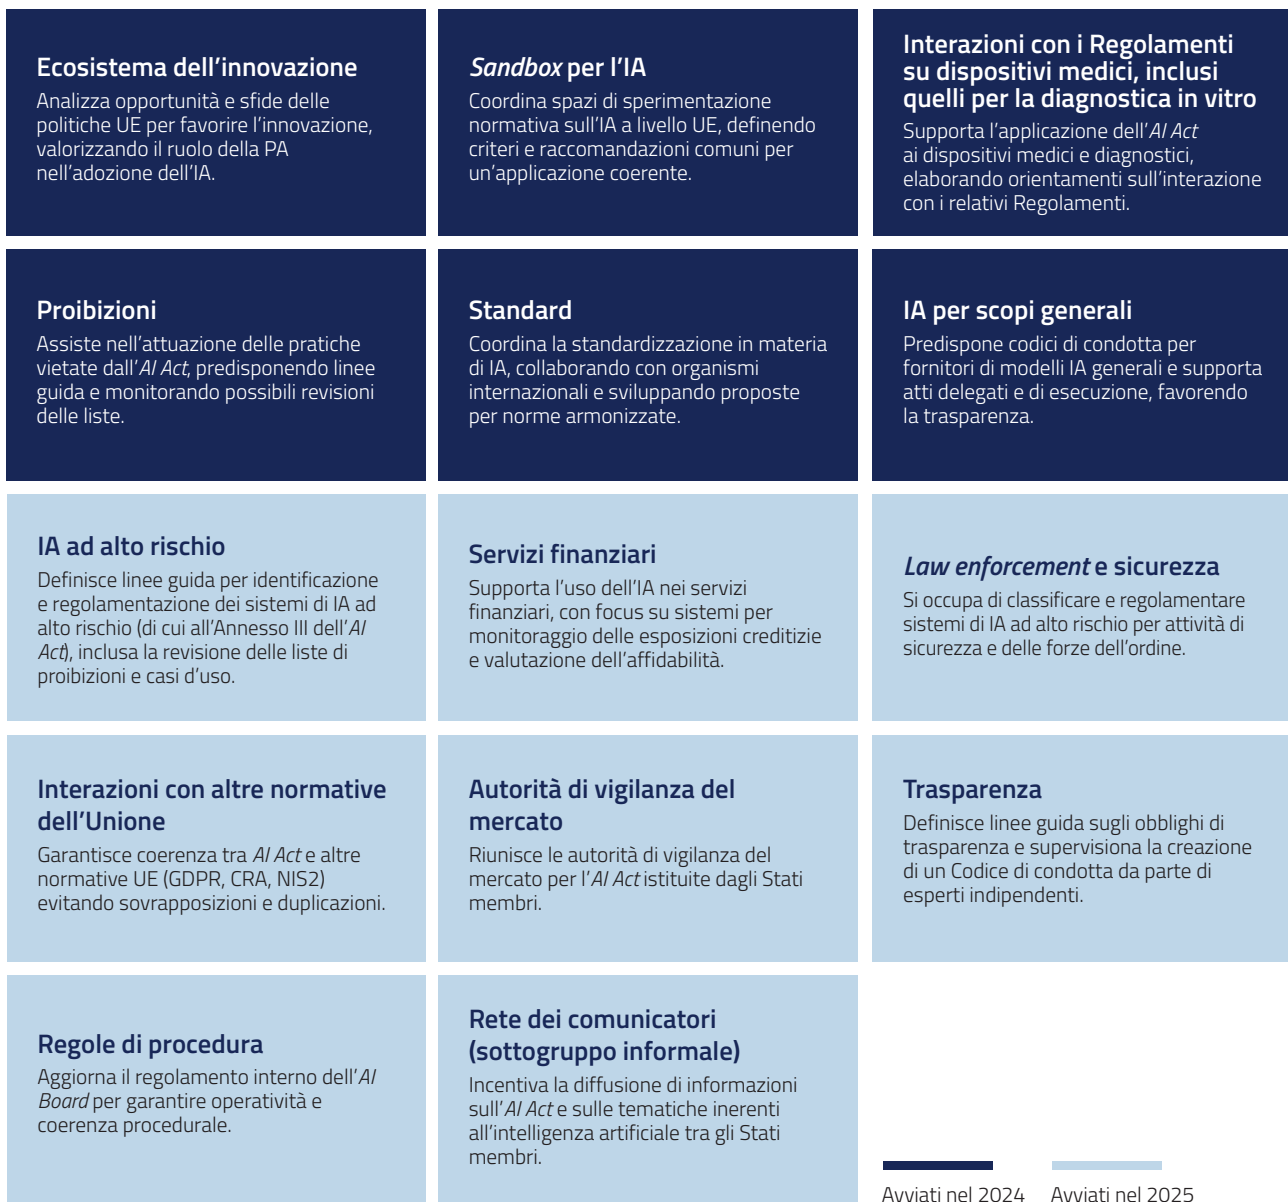 Ecosistema dell’innovazione
Analizza opportunità e sfide delle
politiche UE per favorire l’innovazione,
valorizzando il ruolo della PA
nell’adozione dell’IA.
Sandbox per l’IA
Coordina spazi di sperimentazione
normativa sull’IA a livello UE, definendo
criteri e raccomandazioni comuni per
un’applicazione coerente.
Interazioni con i Regolamenti
su dispositivi medici, inclusi
quelli per la diagnostica in vitro
Supporta l’applicazione dell’AI Act
ai dispositivi medici e diagnostici,
elaborando orientamenti sull’interazione
con i relativi Regolamenti.
Proibizioni
Assiste nell’attuazione delle pratiche
vietate dall’AI Act, predisponendo linee
guida e monitorando possibili revisioni
delle liste.
Standard
Coordina la standardizzazione in materia
di IA, collaborando con organismi
internazionali e sviluppando proposte
per norme armonizzate.
IA per scopi generali
Predispone codici di condotta per
fornitori di modelli IA generali e supporta
atti delegati e di esecuzione, favorendo
la trasparenza.
IA ad alto rischio
Definisce linee guida per identificazione
e regolamentazione dei sistemi di IA ad
alto rischio (di cui all’Annesso III dell’AI
Act), inclusa la revisione delle liste di
proibizioni e casi d’uso.
Servizi finanziari
Supporta l’uso dell’IA nei servizi
finanziari, con focus su sistemi per
monitoraggio delle esposizioni creditizie
e valutazione dell’affidabilità.
Law enforcement e sicurezza
Si occupa di classificare e regolamentare
sistemi di IA ad alto rischio per attività di
sicurezza e delle forze dell’ordine.
Interazioni con altre normative
dell’Unione
Garantisce coerenza tra AI Act e altre
normative UE (GDPR, CRA, NIS2)
evitando sovrapposizioni e duplicazioni.
Autorità di vigilanza del
mercato
Riunisce le autorità di vigilanza del
mercato per l’AI Act istituite dagli Stati
membri.
Trasparenza
Definisce linee guida sugli obblighi di
trasparenza e supervisiona la creazione
di un Codice di condotta da parte di
esperti indipendenti.
Regole di procedura
Aggiorna il regolamento interno dell’AI
Board per garantire operatività e
coerenza procedurale.
Rete dei comunicatori
(sottogruppo informale)
Incentiva la diffusione di informazioni
sull’AI Act e sulle tematiche inerenti
all’intelligenza artificiale tra gli Stati
membri.
Avviati nel 2024
Avviati nel 2025